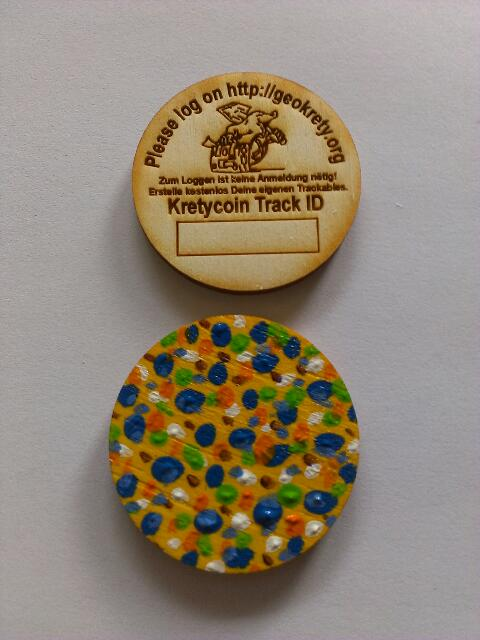 Please log on http://geokrety.org
Zum Loggen ist keine Anmeldung nötig!
Erstelle kostenlos Deine eigenen Trackables.
Kretycoin Track ID